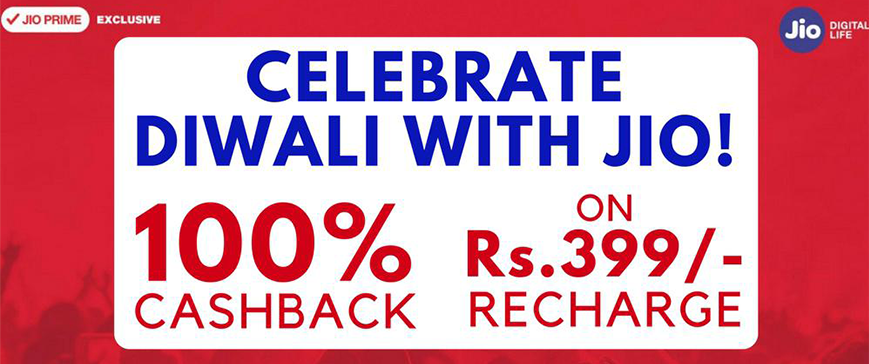 JIO PRIME EXCLUSIVE
Jio DIGITAL
LIFE
CELEBRATE
DIWALI WITH JIO!
100%
CASHBACK
ON
Rs.399/-
RECHARGE